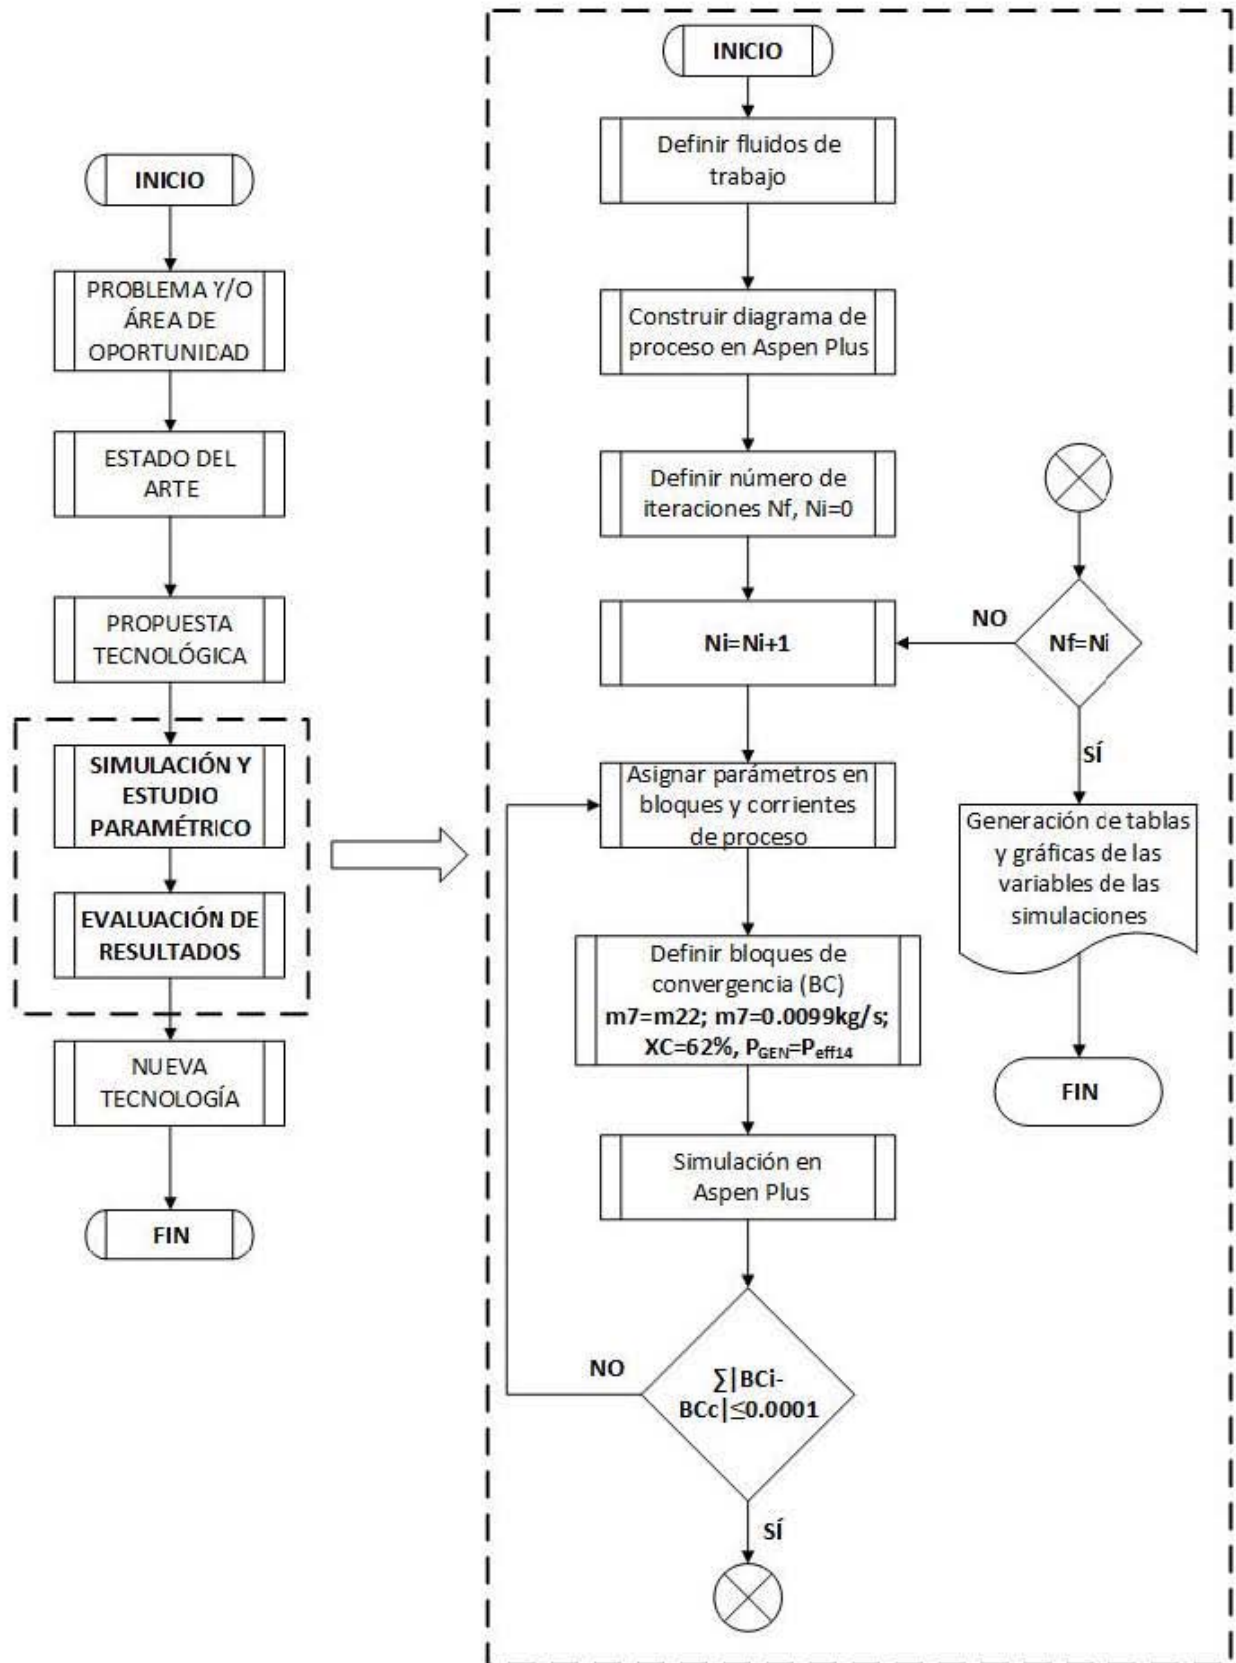 INICIO
PROBLEMA Y/O
ÁREA DE
OPORTUNIDAD
ESTADO DEL
ARTE
PROPUESTA
TECNOLÓGICA
SIMULACIÓN Y
ESTUDIO
PARAMÉTRICO
EVALUACIÓN DE
RESULTADOS
NUEVA
TECNOLOGÍA
FIN
INICIO
Definir fluidos de
trabajo
Construir diagrama de
proceso en Aspen Plus
Definir número de
iteraciones Nf, Ni=0
Ni=Ni+1
Asignar parámetros en
bloques y corrientes
de proceso
Definir bloques de
convergencia (BC)
m7=m22; m7=0.0099kg/s;
XC=62%, PGEN=Peff14
Simulación en
Aspen Plus
NO
∑|BCi-
BCc|≤0.0001
SÍ
NO
Nf=Ni
SÍ
Generación de tablas
y gráficas de las
variables de las
simulaciones
FIN